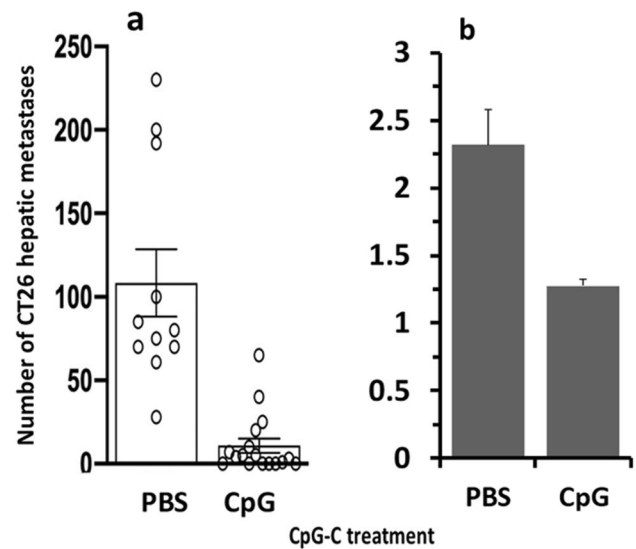 a
Number of CT26 hepatic metastases
250
200
150
100
50
0
PBS CpG
b
3
2.5
2
1.5
1
0.5
0
PBS CpG
CpG-C treatment